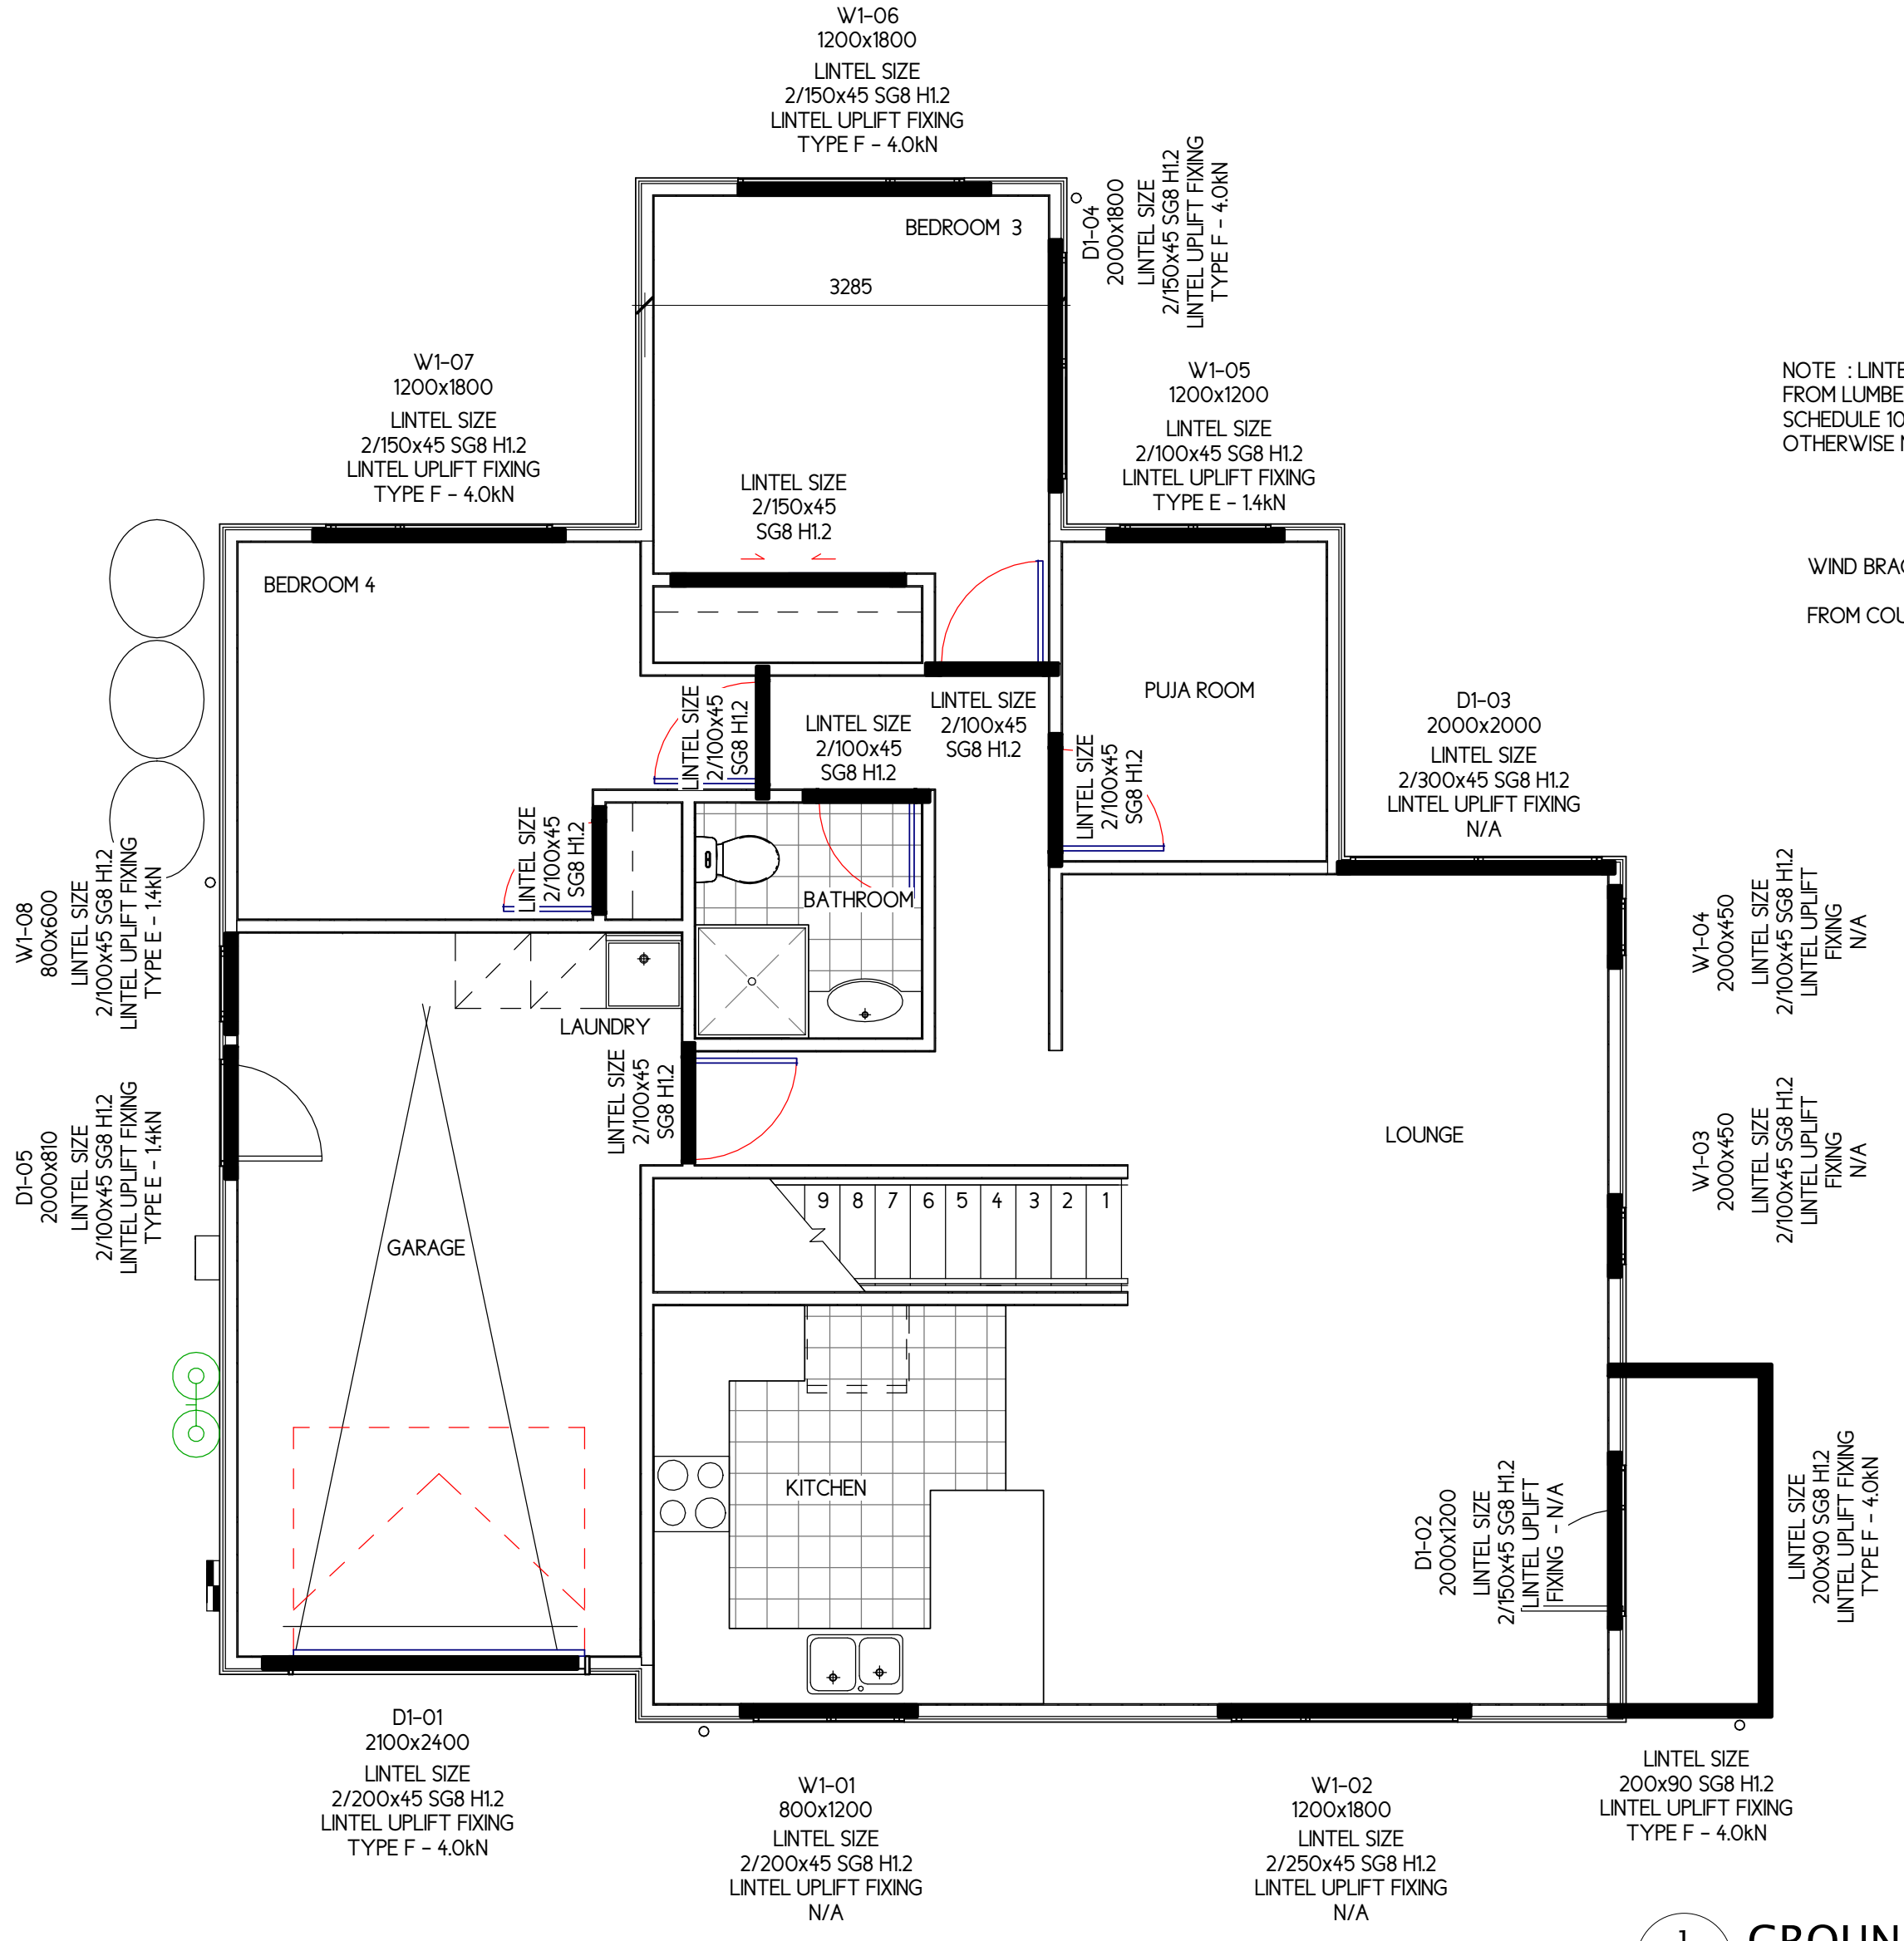 W1-06
1200x1800
LINTEL SIZE
2/150x45 SG8 H1.2
LINTEL UPLIFT FIXING
TYPE F - 4.0kN
D1-04
2000x1800
LINTEL SIZE
2/150x45 SG8 H1.2
LINTEL UPLIFT FIXING
TYPE F - 4.0kN
BEDROOM 3
3285
W1-07
1200x1800
LINTEL SIZE
2/150x45 SG8 H1.2
LINTEL UPLIFT FIXING
TYPE F - 4.0kN
W1-05
1200x1200
LINTEL SIZE
2/100x45 SG8 H1.2
LINTEL UPLIFT FIXING
TYPE E - 1.4kN
NOTE :
FROM
SCHEDULE 10
OTHERWISE
LINTEL SIZE
2/150x45
SG8 H1.2
WIND
FROM
BEDROOM 4
PUJA ROOM
LINTEL SIZE
2/100x45
SG8 H1.2
LINTEL SIZE
2/100x45
SG8 H1.2
LINTEL SIZE
2/100x45
SG8 H1.2
LINTEL SIZE
2/100x45
SG8 H1.2
D1-03
2000x2000
LINTEL SIZE
2/300x45 SG8 H1.2
LINTEL UPLIFT FIXING
N/A
LINTEL SIZE
2/100x45
SG8 H1.2
BATHROOM
W1-08
800x600
LINTEL SIZE
2/100x45 SG8 H1.2
LINTEL UPLIFT FIXING
TYPE E - 1.4kN
W1-04
2000x450
LINTEL SIZE
2/100x45 SG8 H1.2
LINTEL UPLIFT
FIXING
N/A
LAUNDRY
LINTEL SIZE
2/100x45
SG8 H1.2
D1-05
2000x810
LINTEL SIZE
2/100x45 SG8 H1.2
LINTEL UPLIFT FIXING
TYPE E - 1.4kN
LOUNGE
W1-03
2000x450
LINTEL SIZE
2/100x45 SG8 H1.2
LINTEL UPLIFT
FIXING
N/A
9 8 7 6 5 4 3 2 1
GARAGE
KITCHEN
D1-02
2000x1200
LINTEL SIZE
2/150x45 SG8 H1.2
LINTEL UPLIFT
FIXING - N/A
LINTEL SIZE
200x90 SG8 H1.2
LINTEL UPLIFT FIXING
TYPE F - 4.0kN
D1-01
2100x2400
LINTEL SIZE
2/200x45 SG8 H1.2
LINTEL UPLIFT FIXING
TYPE F - 4.0kN
W1-01
800x1200
LINTEL SIZE
2/200x45 SG8 H1.2
LINTEL UPLIFT FIXING
N/A
W1-02
1200x1800
LINTEL SIZE
2/250x45 SG8 H1.2
LINTEL UPLIFT FIXING
N/A
LINTEL SIZE
200x90 SG8 H1.2
LINTEL UPLIFT FIXING
TYPE F - 4.0kN
1